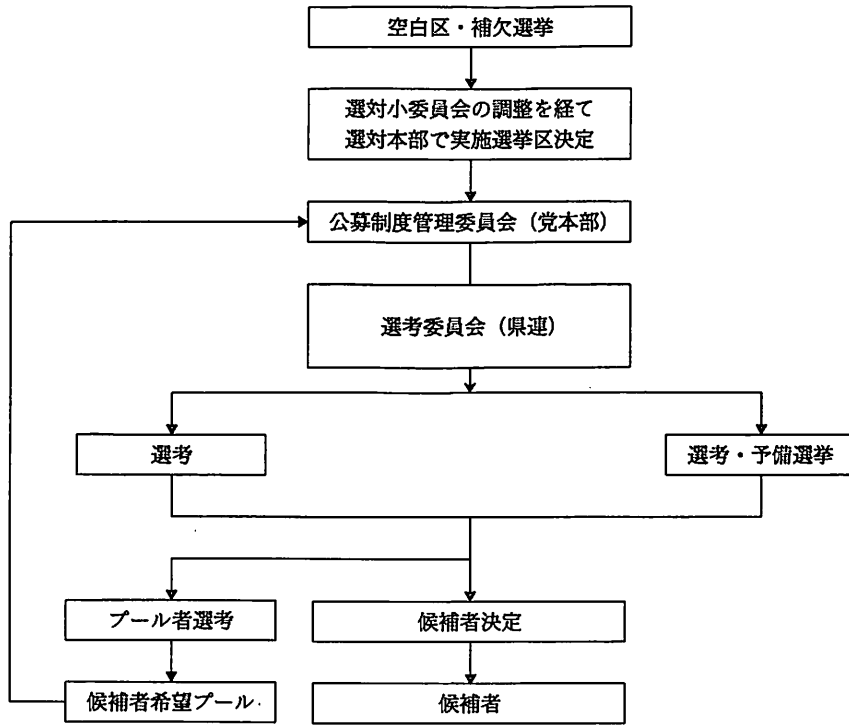 空白区・補欠選挙
選対小委員会の調整を経て
選対本部で実施選挙区決定
公募制度管理委員会（党本部）
選考委員会（県連）
選考
選考・予備選挙
プール者選考
候補者決定
候補者希望プール
候補者